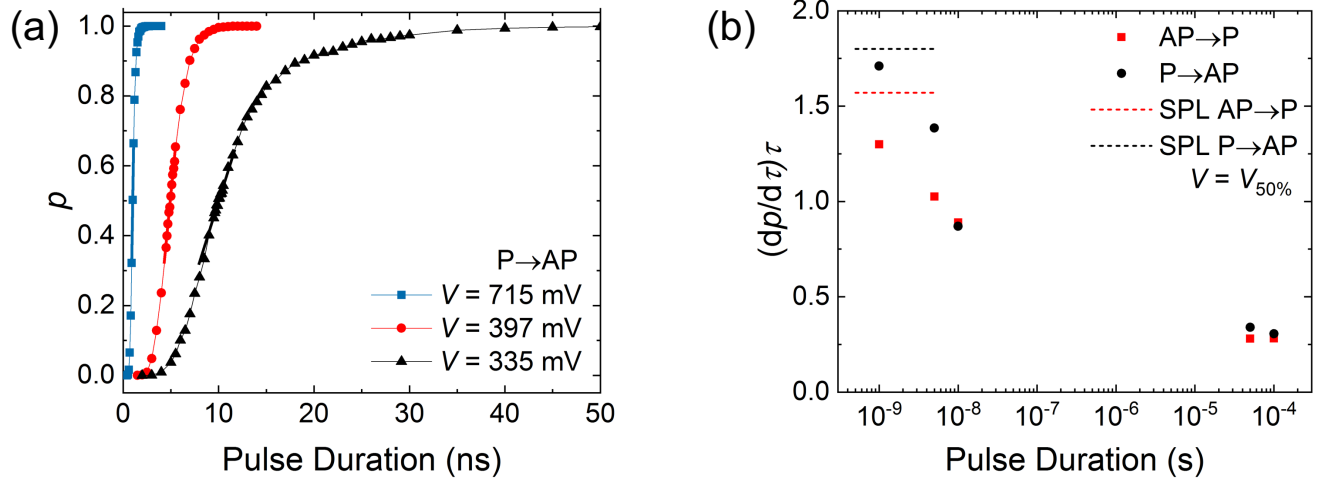 (a)
1.0
0.8
0.6
0.4
0.2
0.0
p
P→AP
V = 715 mV
V = 397 mV
V = 335 mV
0 10 20 30 40 50
Pulse Duration (ns)
(b)
2.0
1.5
1.0
0.5
0.0
(dp/dτ)τ
AP→P
P→AP
SPL AP→P
SPL P→AP
V = V50%
10⁻⁹ 10⁻⁸ 10⁻⁷ 10⁻⁶ 10⁻⁵ 10⁻⁴
Pulse Duration (s)